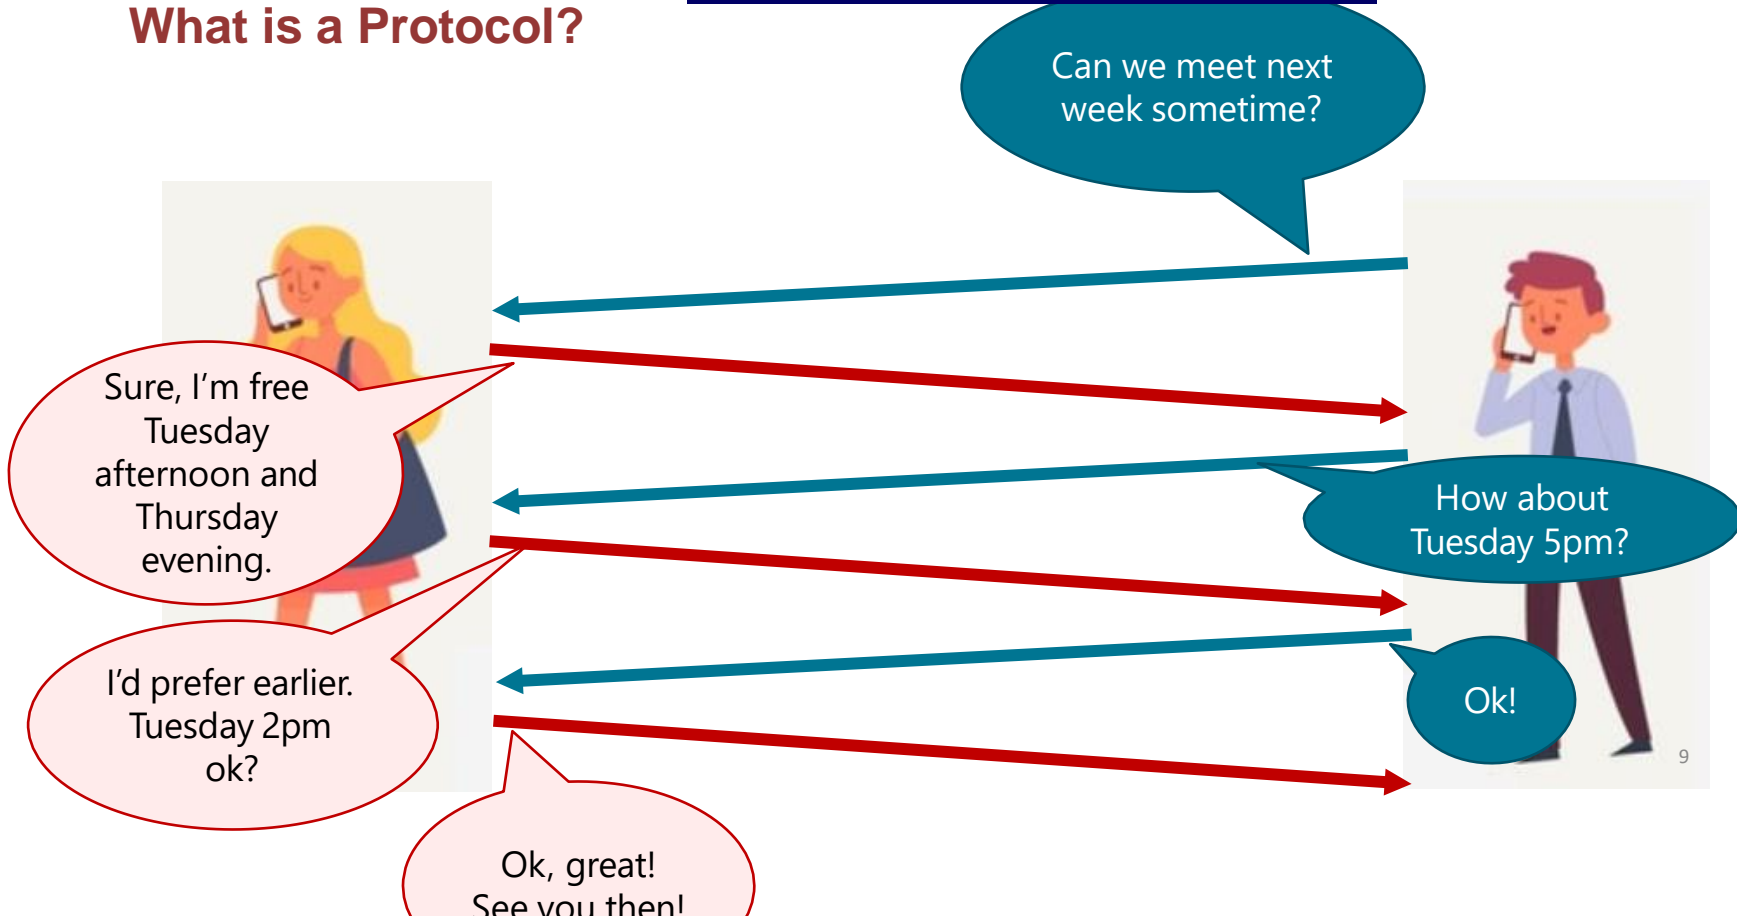 What is a Protocol?
Can we meet next
week sometime?
Sure, I’m free
Tuesday
afternoon and
Thursday
evening.
How about
Tuesday 5pm?
I’d prefer earlier.
Tuesday 2pm
ok?
Ok!
9
Ok, great!
See you then!